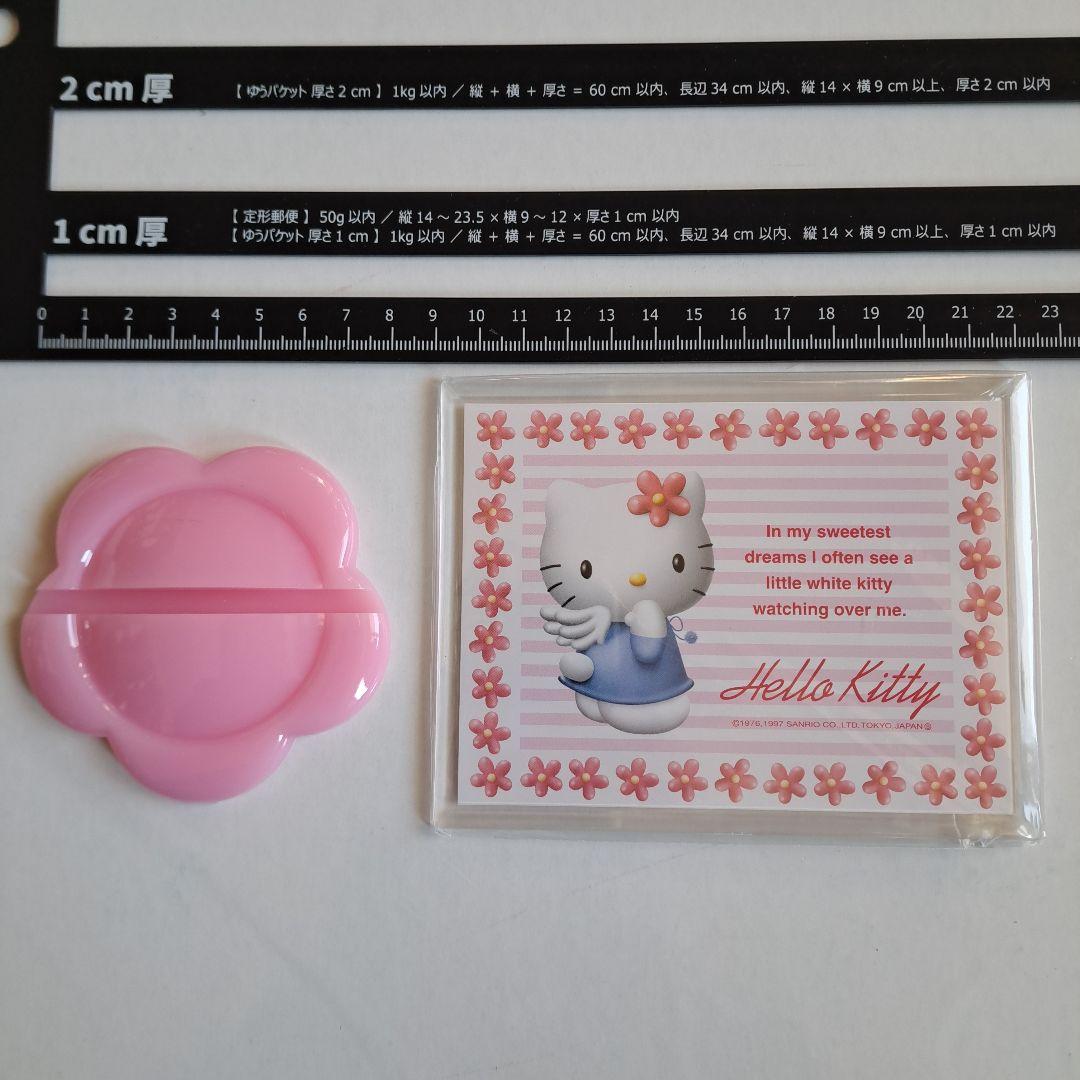 2 cm 厚
【 ゆうパケット 厚さ 2 cm 】 1kg 以内 ／ 縦 + 横 + 厚さ = 60 cm 以内、長辺 34 cm 以内、縦 14 × 横 9 cm 以上、厚さ 2 cm 以内
1 cm 厚
【 定形郵便 】 50g 以内 ／ 縦 14 ～ 23.5 × 横 9 ～ 12 × 厚さ 1 cm 以内
【 ゆうパケット 厚さ 1 cm 】 1kg 以内 ／ 縦 + 横 + 厚さ = 60 cm 以内、長辺 34 cm 以内、縦 14 × 横 9 cm 以上、厚さ 1 cm 以内
0 1 2 3 4 5 6 7 8 9 10 11 12 13 14 15 16 17 18 19 20 21 22 23
In my sweetest
dreams I often see a
little white kitty
watching over me.
Hello Kitty
©1976,1997 SANRIO CO.,LTD.TOKYO,JAPAN